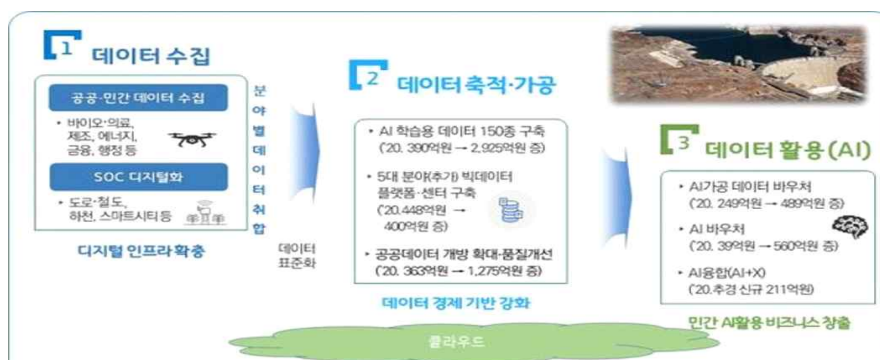 1 데이터 수집
공공·민간 데이터 수집
• 바이오·의료,
제조, 에너지,
금융, 행정 등
SOC 디지털화
• 도로·철도,
하천, 스마트시티 등
디지털 인프라 확충
분야별 데이터 취합
데이터
표준화
2 데이터 축적·가공
• AI 학습용 데이터 150종 구축
('20. 390억원 → 2,925억원 증)
• 5대 분야(추가) 빅데이터
플랫폼·센터 구축
('20.448억원 →
400억원 증)
• 공공데이터 개방 확대·품질개선
('20. 363억원 → 1,275억원 증)
데이터 경제 기반 강화
3 데이터 활용(AI)
• AI가공 데이터 바우처
('20. 249억원 → 489억원 증)
• AI 바우처
('20. 39억원 → 560억원 증)
• AI융합(AI+X)
('20.추경 신규 211억원)
민간 AI활용 비즈니스 창출
클라우드